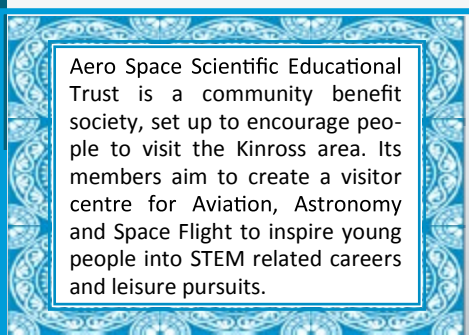 Aero Space Scientific Educational
Trust is a community benefit
society, set up to encourage peo-
ple to visit the Kinross area. Its
members aim to create a visitor
centre for Aviation, Astronomy
and Space Flight to inspire young
people into STEM related careers
and leisure pursuits.